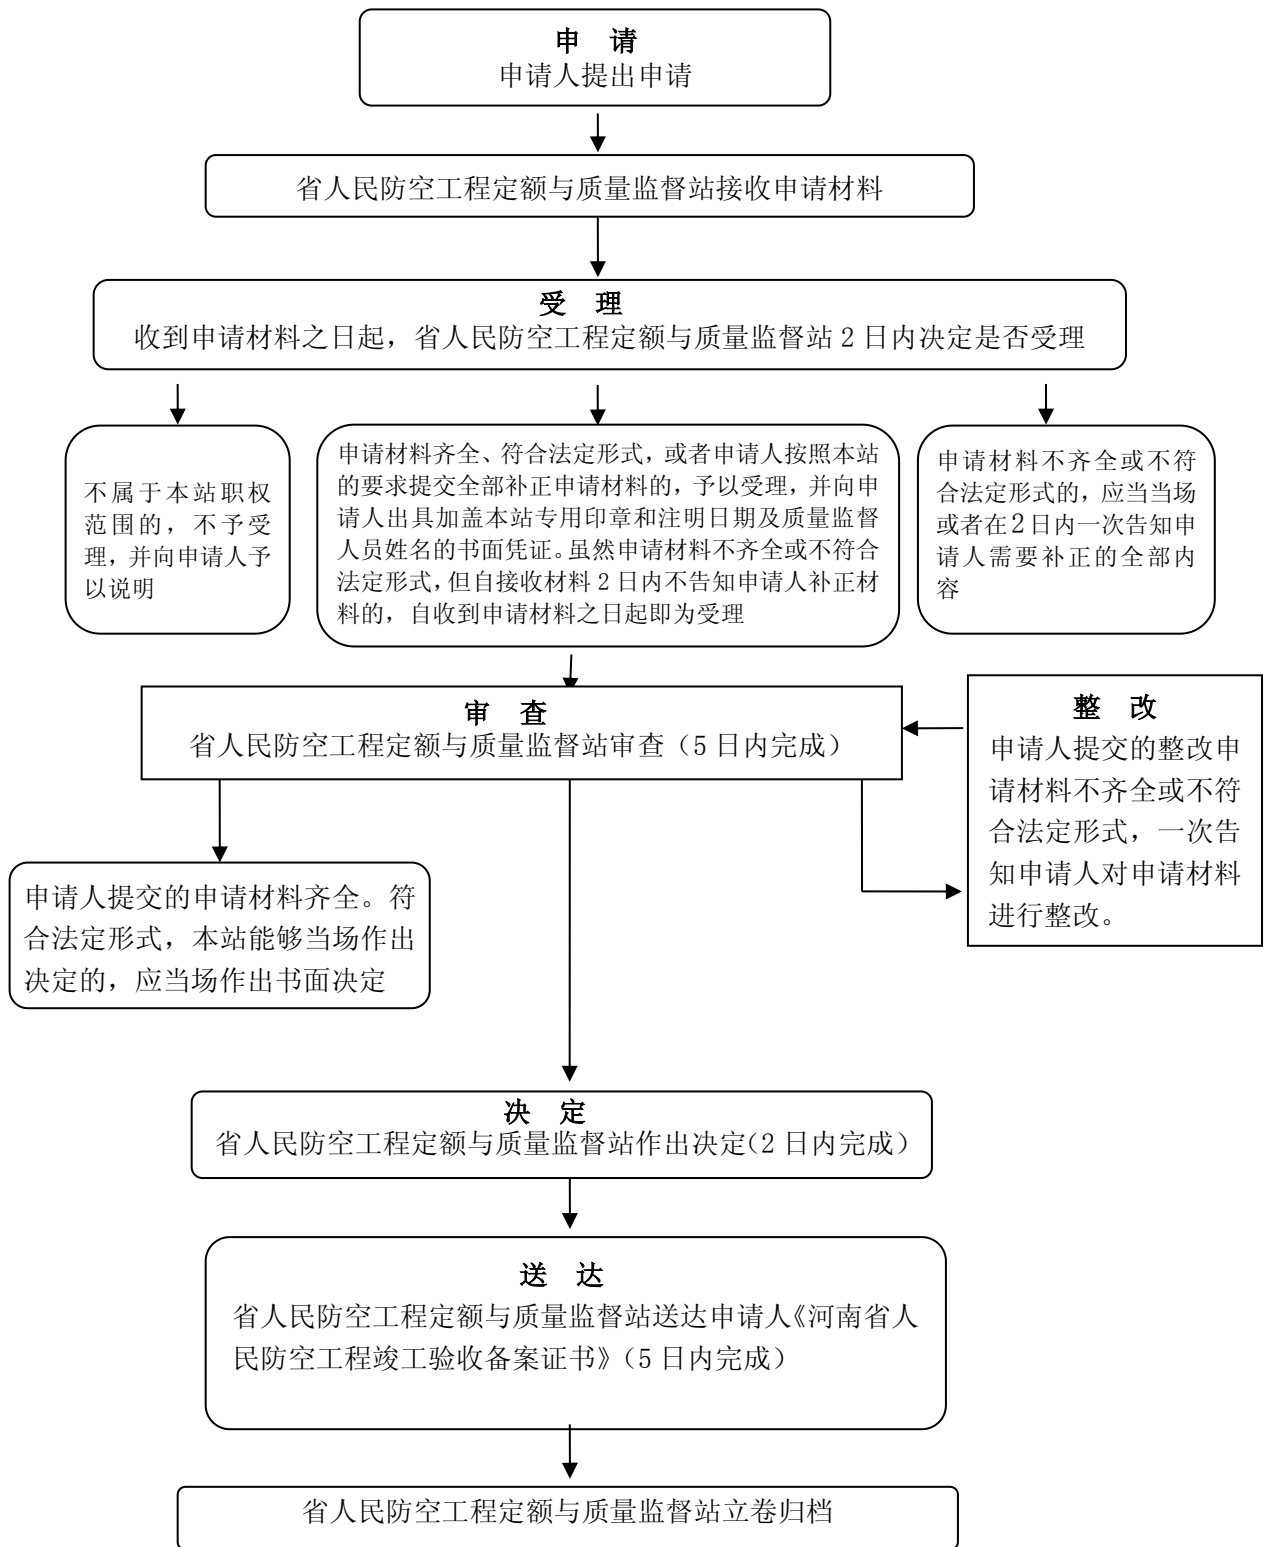 申 请
申请人提出申请
省人民防空工程定额与质量监督站接收申请材料
受 理
收到申请材料之日起，省人民防空工程定额与质量监督站 2 日内决定是否受理
不属于本站职权
范围的，不予受
理，并向申请人予
以说明
申请材料齐全、符合法定形式，或者申请人按照本站
的要求提交全部补正申请材料的，予以受理，并向申
请人出具加盖本站专用印章和注明日期及质量监督
人员姓名的书面凭证。虽然申请材料不齐全或不符合
法定形式，但自接收材料 2 日内不告知申请人补正材
料的，自收到申请材料之日起即为受理
申请材料不齐全或不符
合法定形式的，应当当场
或者在2日内一次告知申
请人需要补正的全部内
容
审 查
省人民防空工程定额与质量监督站审查（5 日内完成）
整 改
申请人提交的整改申
请材料不齐全或不符
合法定形式，一次告
知申请人对申请材料
进行整改。
申请人提交的申请材料齐全。符
合法定形式，本站能够当场作出
决定的，应当场作出书面决定
决 定
省人民防空工程定额与质量监督站作出决定（2 日内完成）
送 达
省人民防空工程定额与质量监督站送达申请人《河南省人
民防空工程竣工验收备案证书》（5 日内完成）
省人民防空工程定额与质量监督站立卷归档